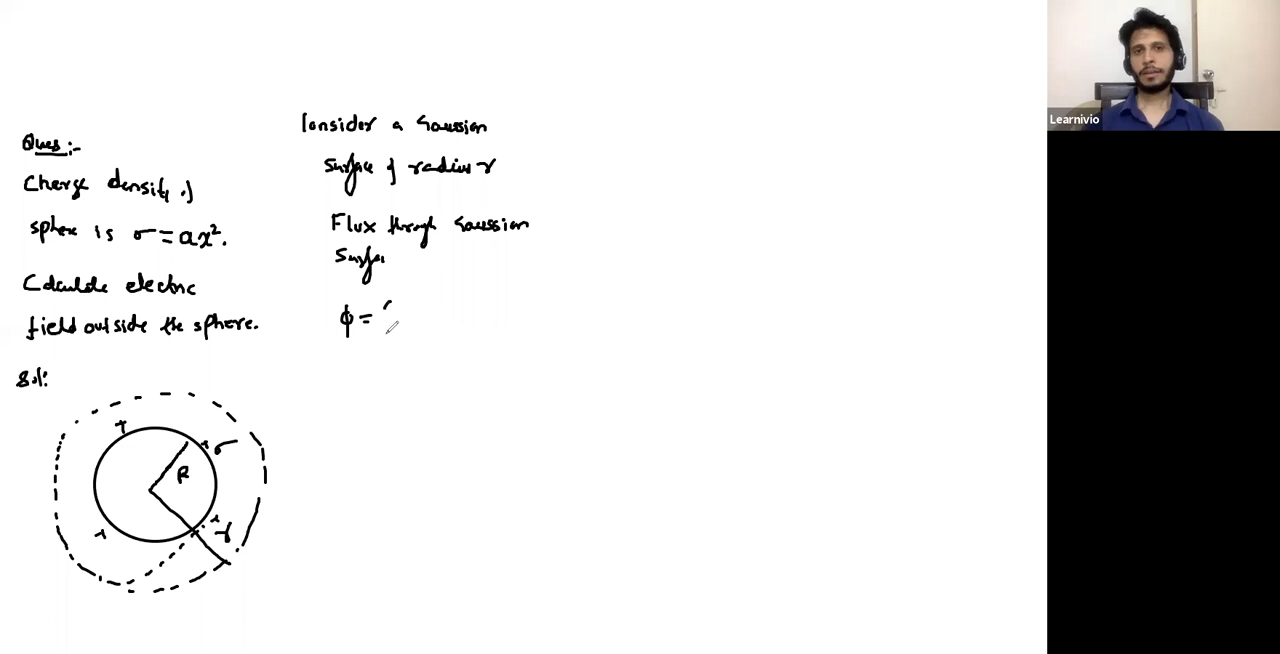 Ques:-
Charge density of
sphere is σ = ax².
Calculate electric
field outside the sphere.
Sol:
R
σ
r
Consider a Gaussian
Surface of radius r
Flux through Gaussian
Surface
ϕ =
Learnivio